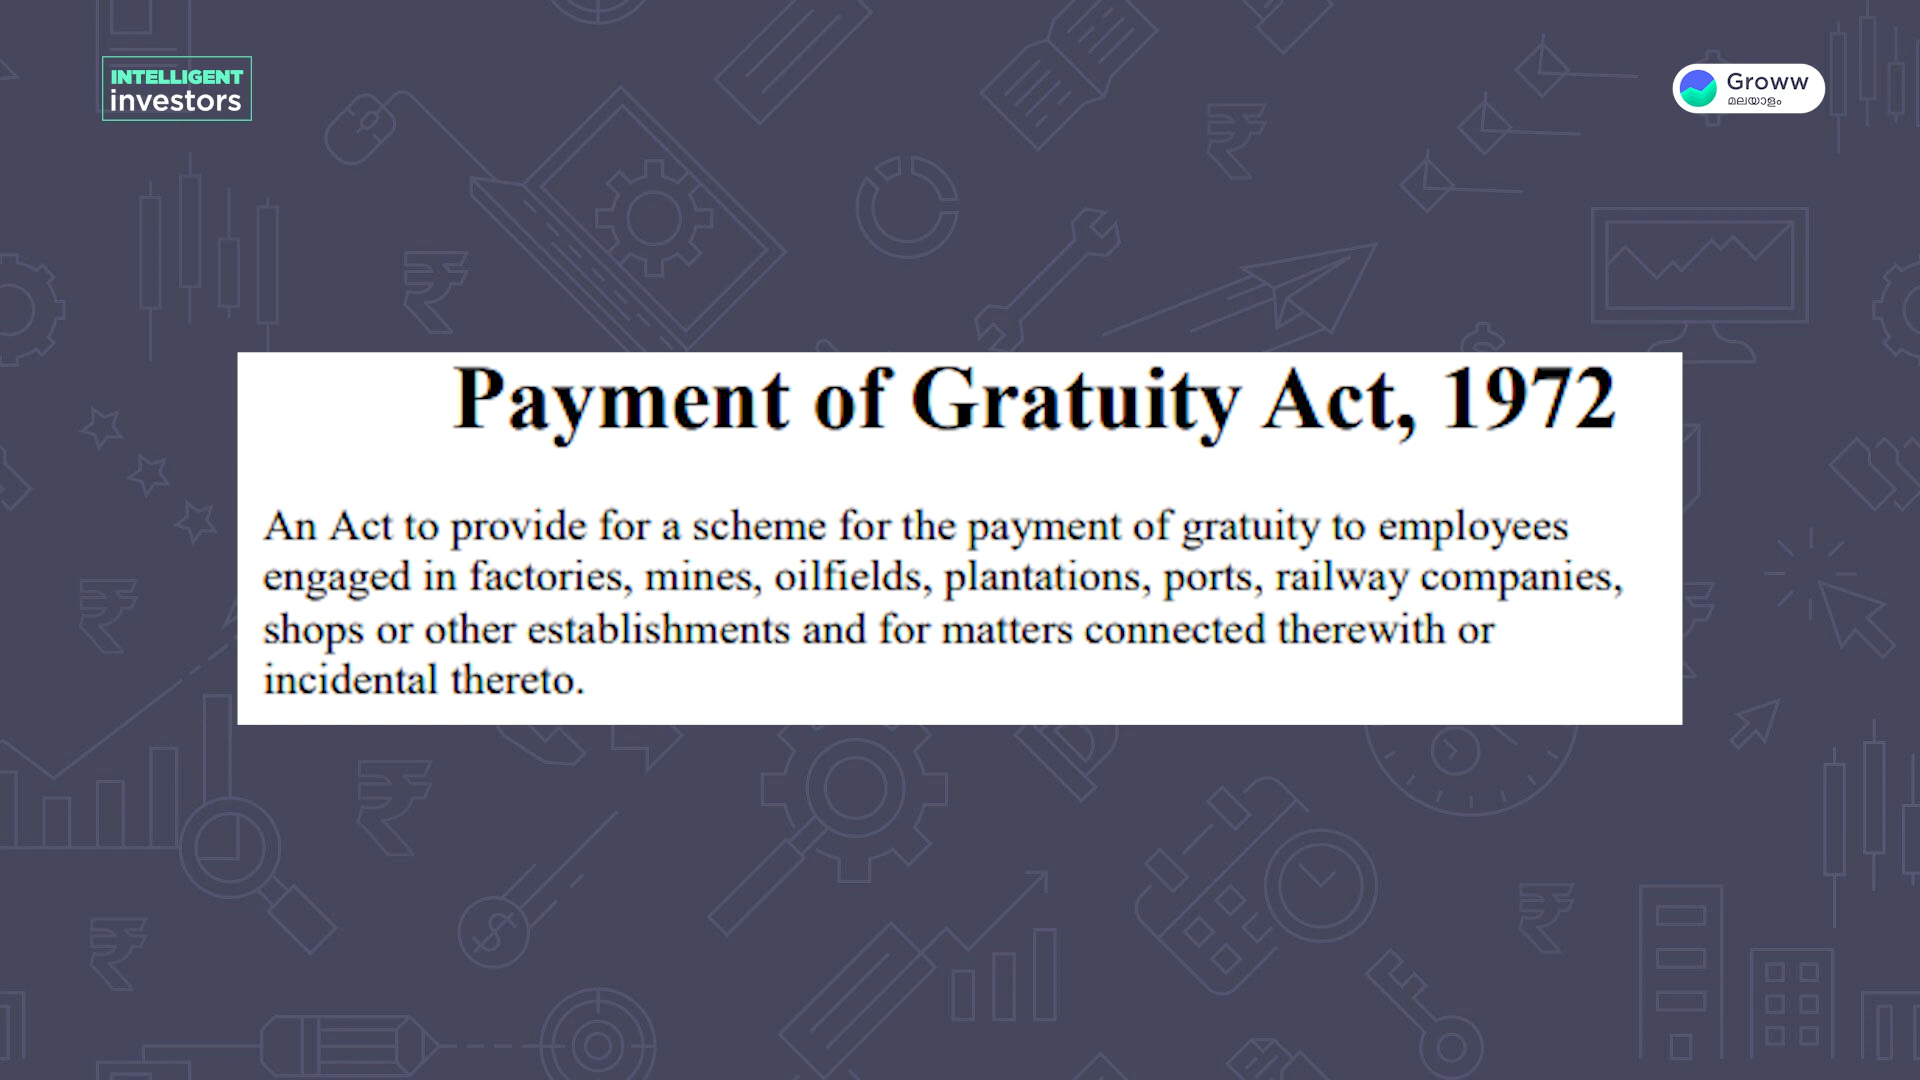 INTELLIGENT
investors
Groww
മലയാളം
Payment of Gratuity Act, 1972
An Act to provide for a scheme for the payment of gratuity to employees
engaged in factories, mines, oilfields, plantations, ports, railway companies,
shops or other establishments and for matters connected therewith or
incidental thereto.